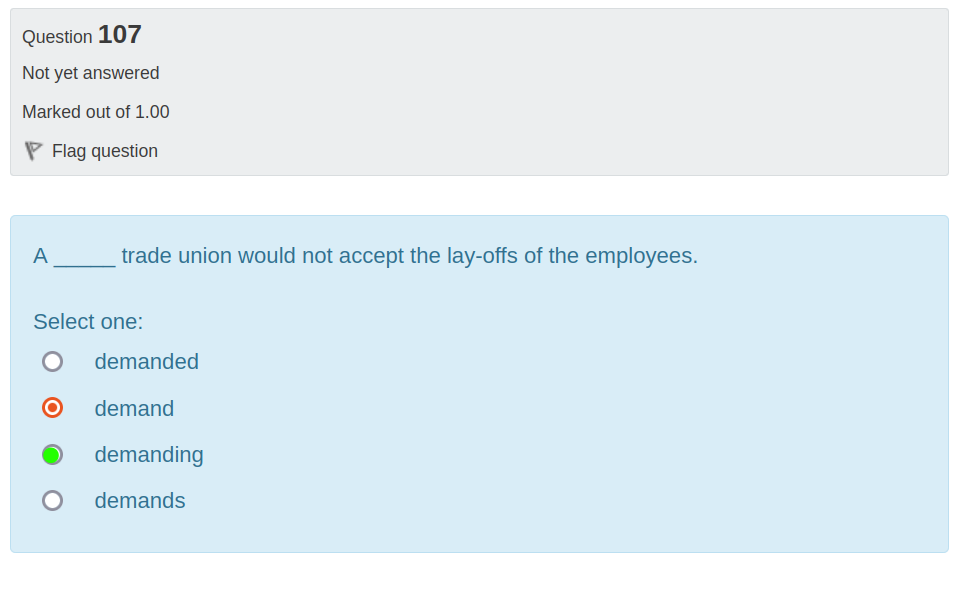 Question 107
Not yet answered
Marked out of 1.00
Flag question
A _____ trade union would not accept the lay-offs of the employees.
Select one:
demanded
demand
demanding
demands